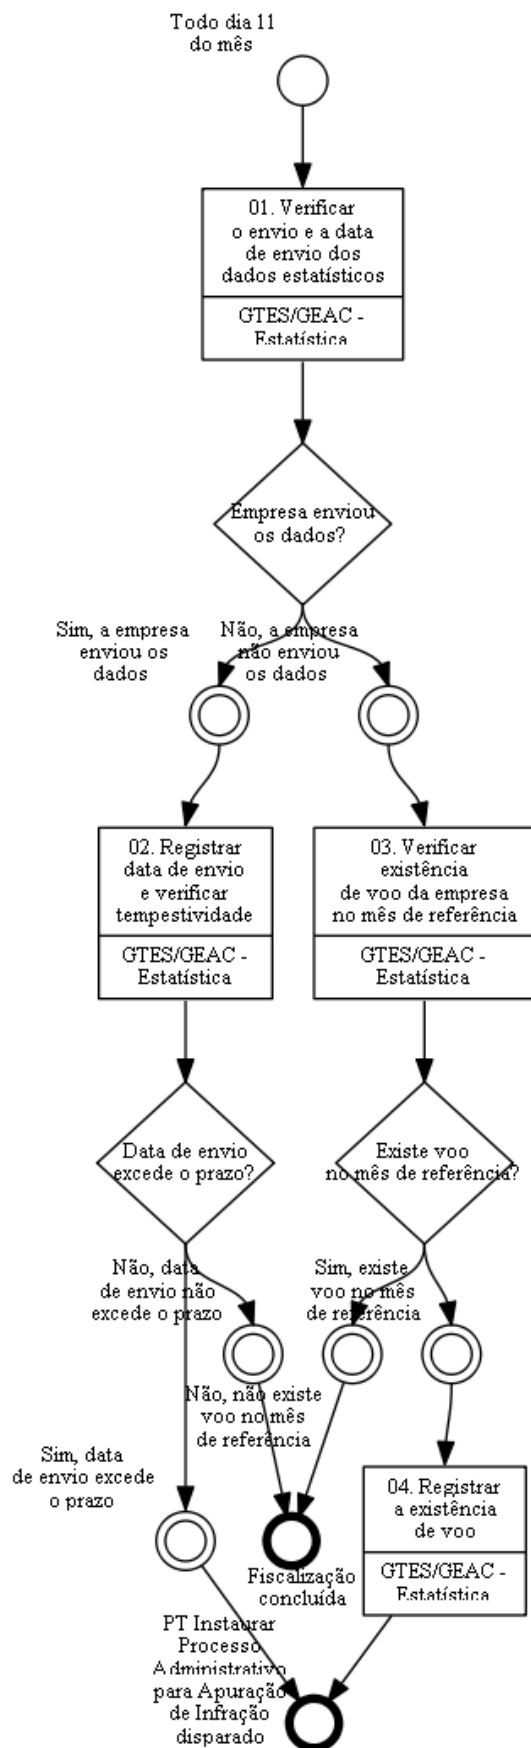 Todo dia 11
do mês
01. Verificar
o envio e a data
de envio dos
dados estatísticos
GTES/GEAC -
Estatística
Empresa enviou
os dados?
Sim, a empresa
enviou os
dados
Não, a empresa
não enviou
os dados
02. Registrar
data de envio
e verificar
tempestividade
GTES/GEAC -
Estatística
03. Verificar
existência
de voo da empresa
no mês de referência
GTES/GEAC -
Estatística
Data de envio
excede o prazo?
Existe voo
no mês de referência?
Não, data
de envio não
excede o prazo
Sim, existe
voo no mês
de referência
Não, não existe
voo no mês
de referência
Sim, data
de envio excede
o prazo
04. Registrar
a existência
de voo
GTES/GEAC -
Estatística
Fiscalização
concluída
PT Instaurar
Processo
Administrativo
para Apuração
de Infração
disparado